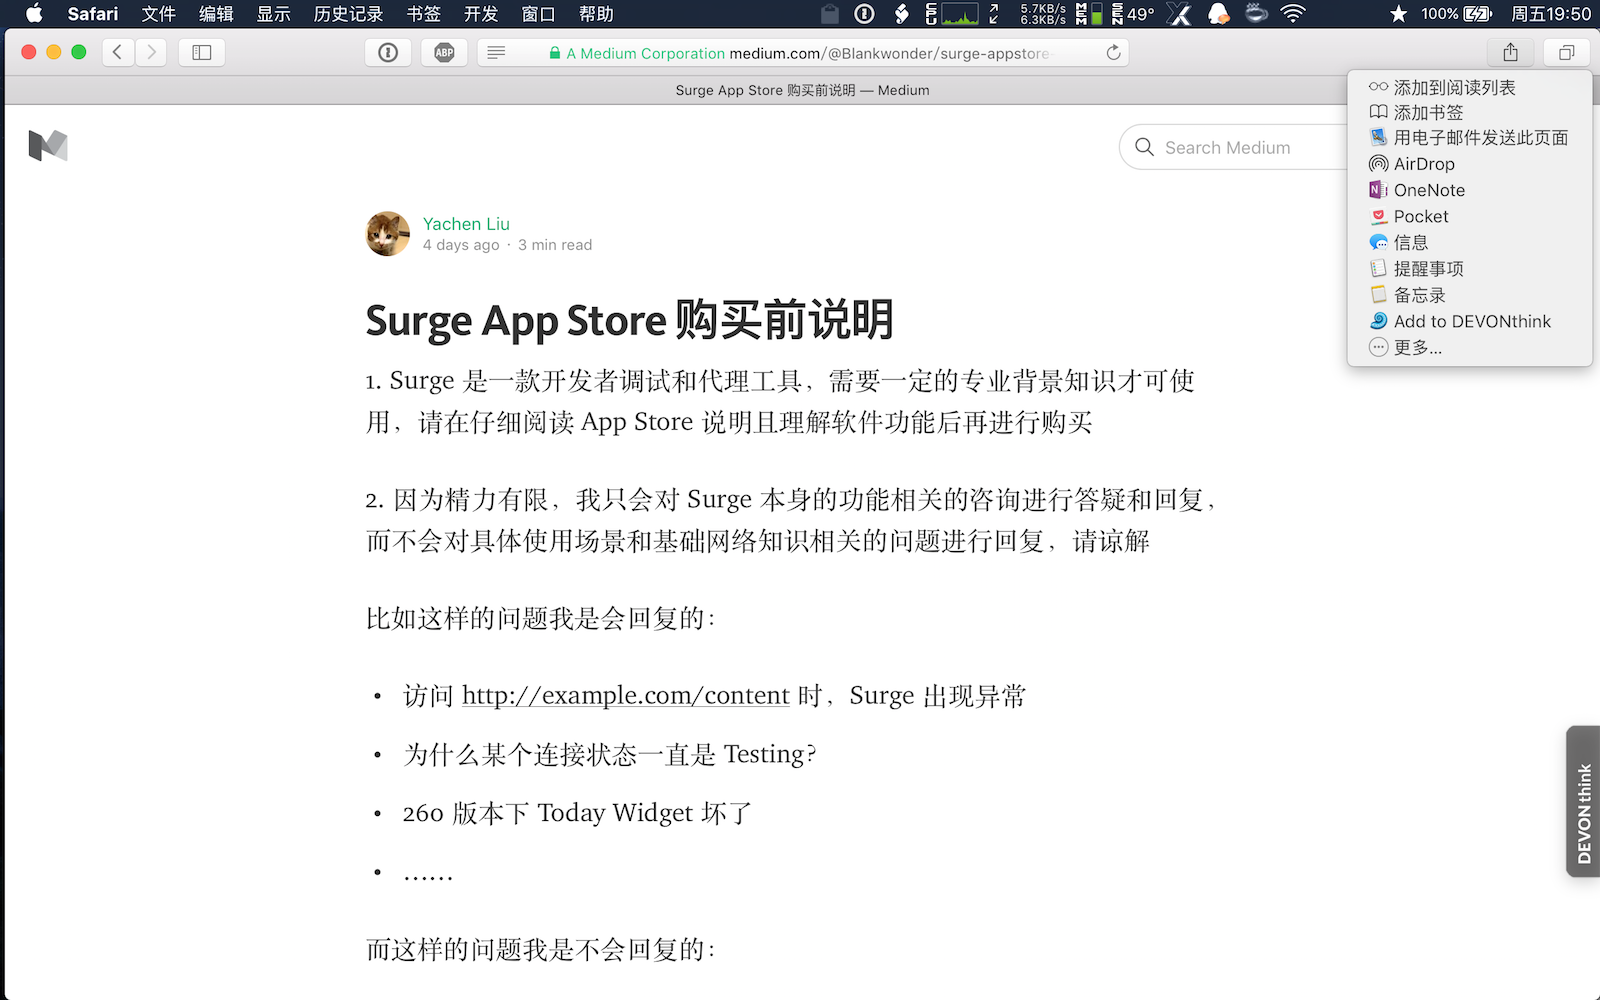 Safari 文件 编辑 显示 历史记录 书签 开发 窗口 帮助 CPU 5.7KB/s 6.3KB/s MEM SEN 49° 100% 周五19:50
ABP A Medium Corporation medium.com/@Blankwonder/surge-appstore-
Surge App Store 购买前说明 — Medium
添加到阅读列表
添加书签
用电子邮件发送此页面
AirDrop
OneNote
Pocket
信息
提醒事项
备忘录
Add to DEVONthink
更多...
Search Medium
Yachen Liu
4 days ago · 3 min read
Surge App Store 购买前说明
1. Surge 是一款开发者调试和代理工具，需要一定的专业背景知识才可使
用，请在仔细阅读 App Store 说明且理解软件功能后再进行购买
2. 因为精力有限，我只会对 Surge 本身的功能相关的咨询进行答疑和回复，
而不会对具体使用场景和基础网络知识相关的问题进行回复，请谅解
比如这样的问题我是会回复的：
• 访问 http://example.com/content 时，Surge 出现异常
• 为什么某个连接状态一直是 Testing?
• 260 版本下 Today Widget 坏了
• ……
而这样的问题我是不会回复的：
DEVONthink